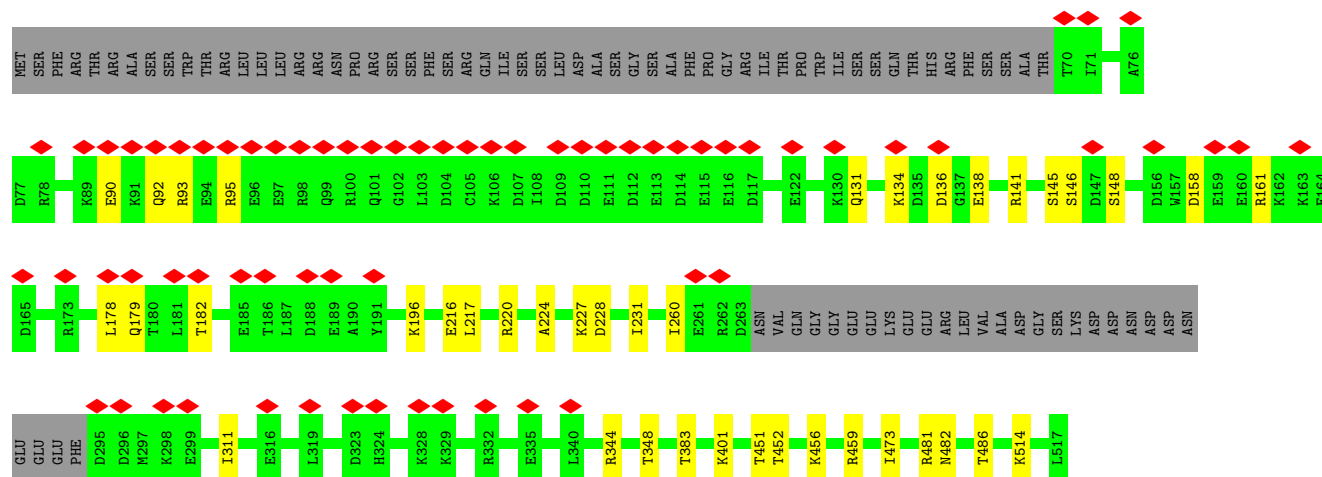 MET SER PHE ARG THR ARG ALA SER SER TRP THR ARG LEU LEU LEU ARG ARG ASN PRO ARG SER SER PHE SER ARG GLN ILE SER SER LEU ASP ALA SER GLY SER ALA PHE PRO GLY ARG ILE THR PRO TRP ILE SER SER GLN THR HIS ARG PHE SER SER ALA THR T70 I71 A76
D77 R78 K89 E90 K91 Q92 R93 E94 R95 E96 E97 R98 Q99 R100 Q101 G102 L103 D104 C105 K106 D107 I108 D109 D110 E111 D112 E113 D114 E115 E116 D117 E122 K130 Q131 K134 D135 D136 G137 E138 R141 S145 S146 D147 S148 D156 W157 D158 E159 E160 R161 K162 K163 E164
D165 R173 L178 Q179 T180 L181 T182 E185 T186 L187 D188 E189 A190 Y191 K196 E216 L217 R220 A224 K227 D228 I231 I260 E261 R262 D263 ASN VAL GLN GLY GLY GLU GLU LYS GLU GLU ARG LEU VAL ALA ASP GLY SER LYS ASP ASP ASN ASP ASP ASN
GLU GLU GLU PHE D295 D296 M297 K298 E299 I311 E316 L319 D323 H324 K328 K329 R332 E335 L340 R344 T348 T383 K401 T451 T452 K456 R459 I473 R481 N482 T486 K514 L517